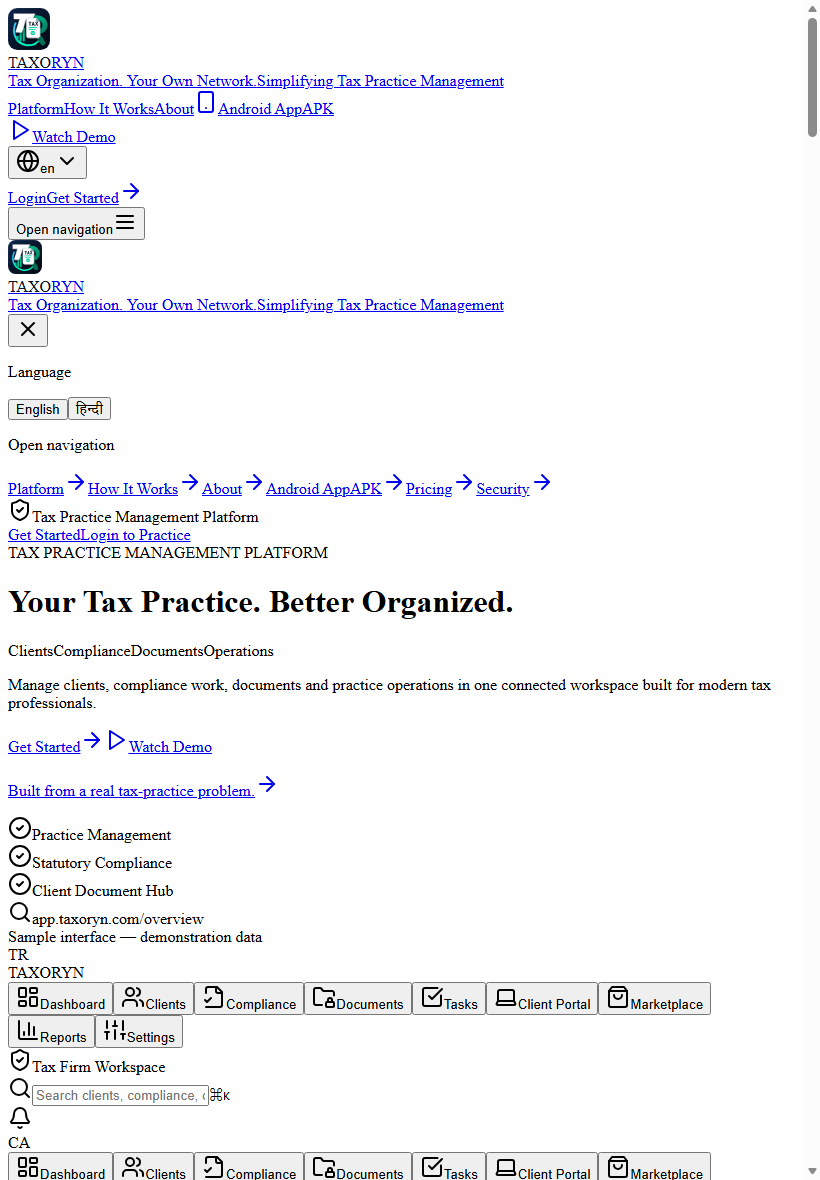 TAX
TAXORYN
Tax Organization. Your Own Network.Simplifying Tax Practice Management
PlatformHow It WorksAbout Android AppAPK
Watch Demo
en
LoginGet Started
Open navigation
TAX
TAXORYN
Tax Organization. Your Own Network.Simplifying Tax Practice Management
Language
English हिन्दी
Open navigation
Platform How It Works About Android AppAPK Pricing Security
Tax Practice Management Platform
Get StartedLogin to Practice
TAX PRACTICE MANAGEMENT PLATFORM
Your Tax Practice. Better Organized.
ClientsComplianceDocumentsOperations
Manage clients, compliance work, documents and practice operations in one connected workspace built for modern tax
professionals.
Get Started Watch Demo
Built from a real tax-practice problem.
Practice Management
Statutory Compliance
Client Document Hub
app.taxoryn.com/overview
Sample interface — demonstration data
TR
TAXORYN
Dashboard Clients Compliance Documents Tasks Client Portal Marketplace
Reports Settings
Tax Firm Workspace
Search clients, compliance, ⌘K
CA
Dashboard Clients Compliance Documents Tasks Client Portal Marketplace